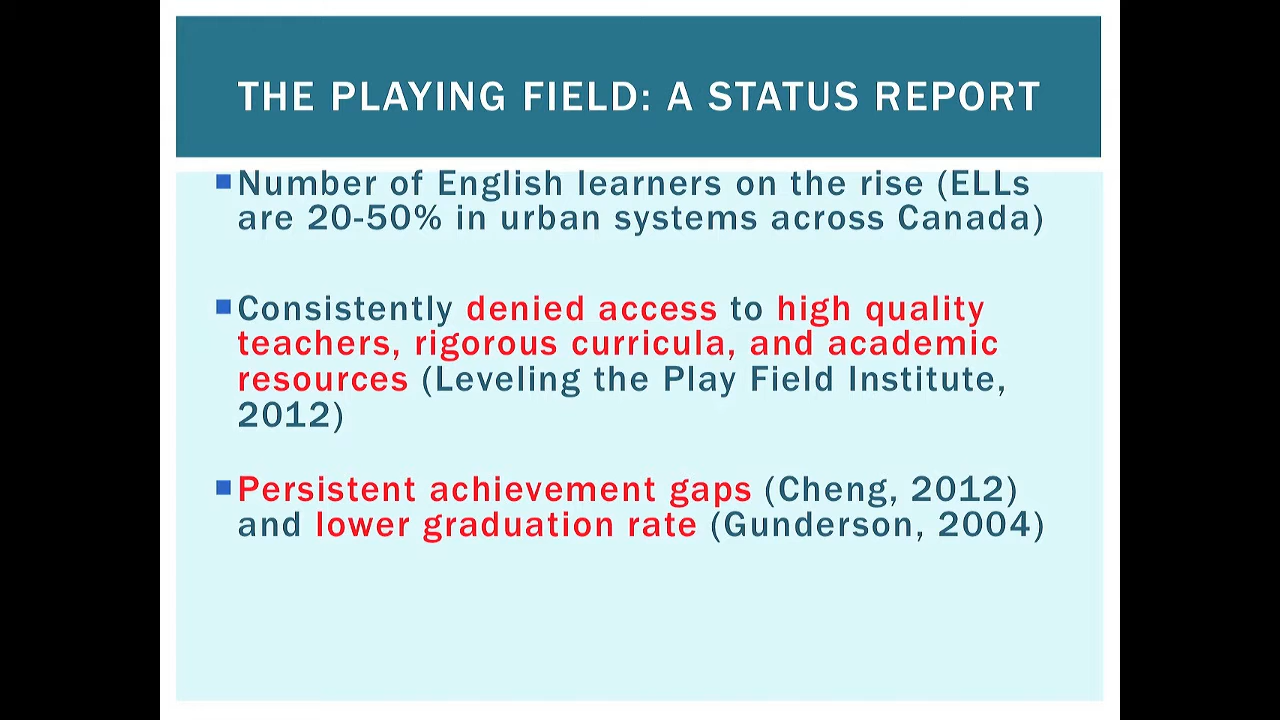 THE PLAYING FIELD: A STATUS REPORT
Number of English learners on the rise (ELLs
are 20-50% in urban systems across Canada)
Consistently denied access to high quality
teachers, rigorous curricula, and academic
resources (Leveling the Play Field Institute,
2012)
Persistent achievement gaps (Cheng, 2012)
and lower graduation rate (Gunderson, 2004)